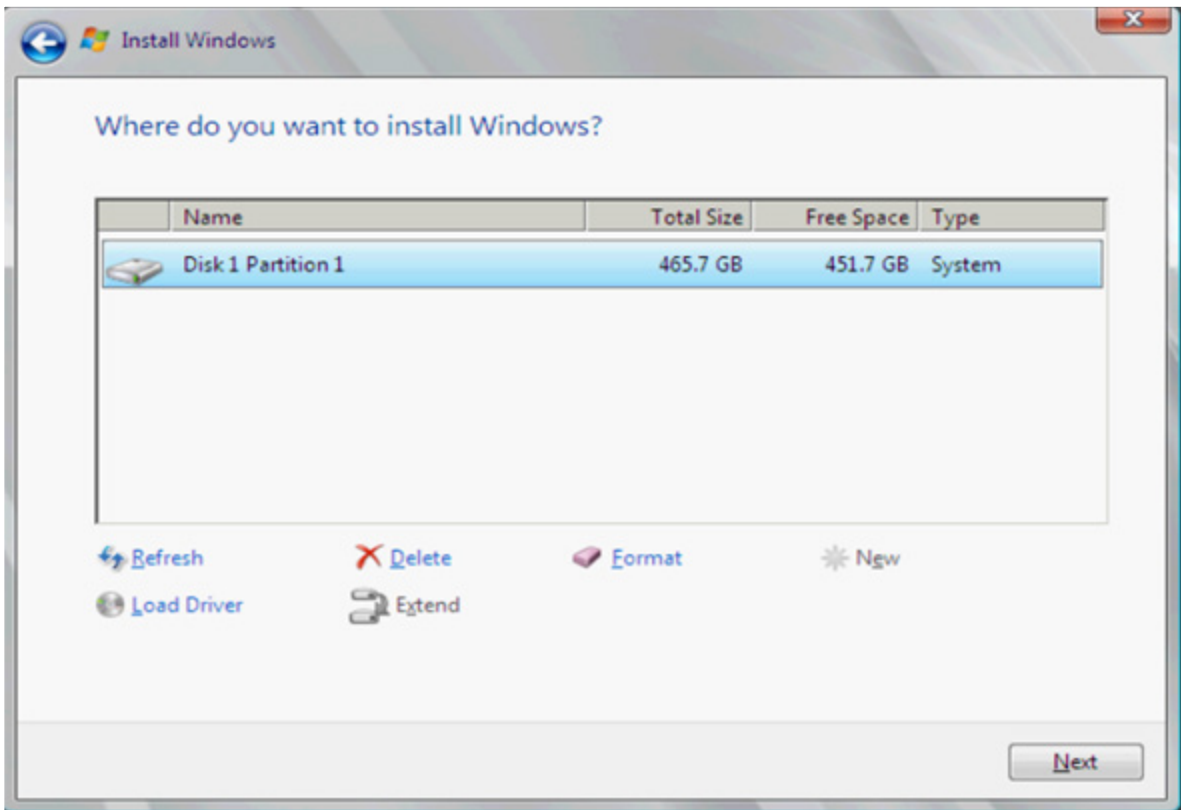 Install Windows
Where do you want to install Windows?
Name Total Size Free Space Type
Disk 1 Partition 1 465.7 GB 451.7 GB System
Refresh Delete Format New
Load Driver Extend
Next